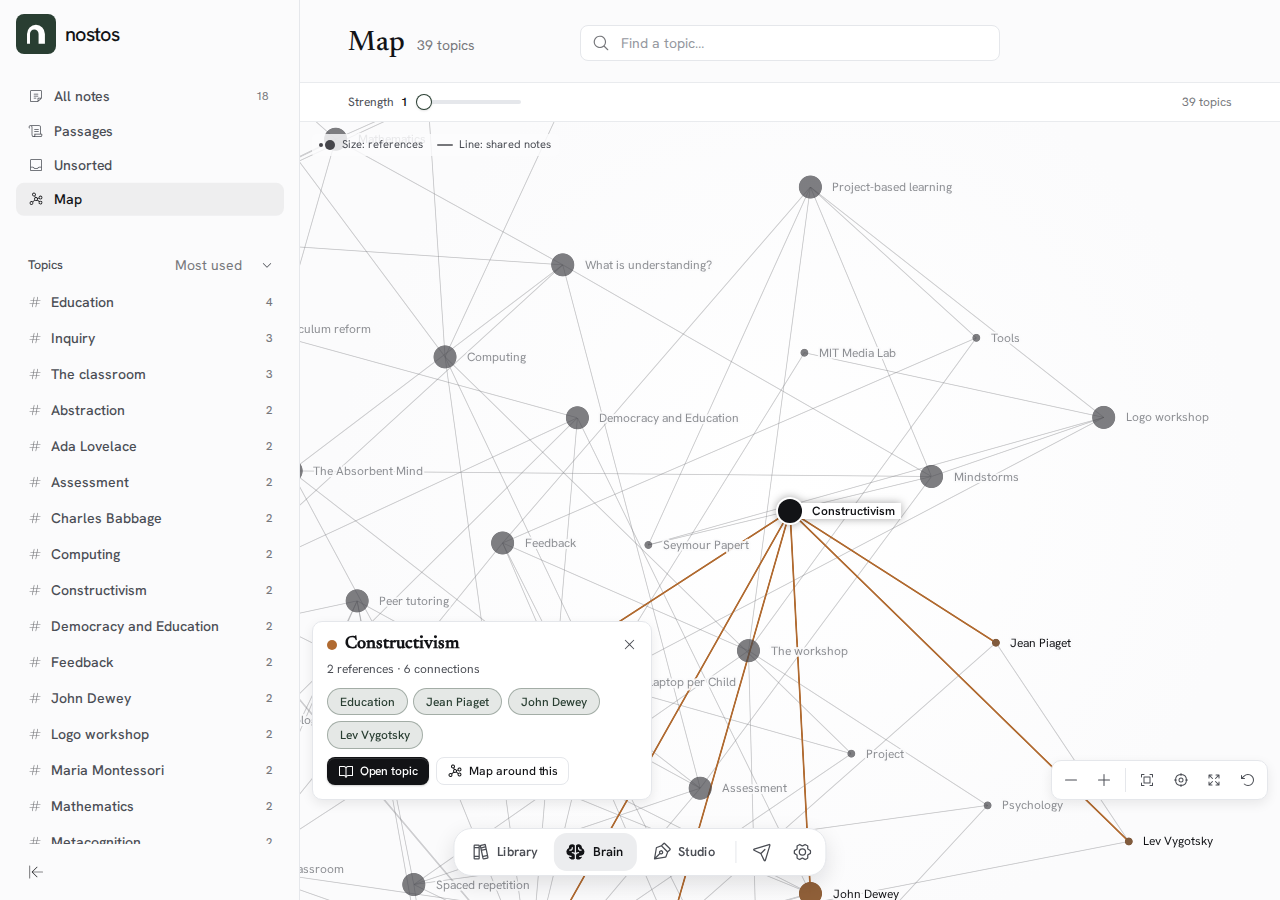 nostos
All notes 18
Passages
Unsorted
Map
Topics Most used
Education 4
Inquiry 3
The classroom 3
Abstraction 2
Ada Lovelace 2
Assessment 2
Charles Babbage 2
Computing 2
Constructivism 2
Democracy and Education 2
Feedback 2
John Dewey 2
Logo workshop 2
Maria Montessori 2
Mathematics 2
Metacognition
Map 39 topics
Find a topic...
Strength 1
39 topics
Mathematics
Size: references Line: shared notes
Project-based learning
What is understanding?
culum reform
Tools
MIT Media Lab
Computing
Democracy and Education
Logo workshop
The Absorbent Mind
Mindstorms
Constructivism
Feedback
Seymour Papert
Peer tutoring
Jean Piaget
The workshop
aptop per Child
Constructivism
2 references · 6 connections
Education Jean Piaget John Dewey
Lev Vygotsky
Open topic Map around this
Project
Assessment
Psychology
Lev Vygotsky
Library Brain Studio
assroom
Spaced repetition
John Dewey